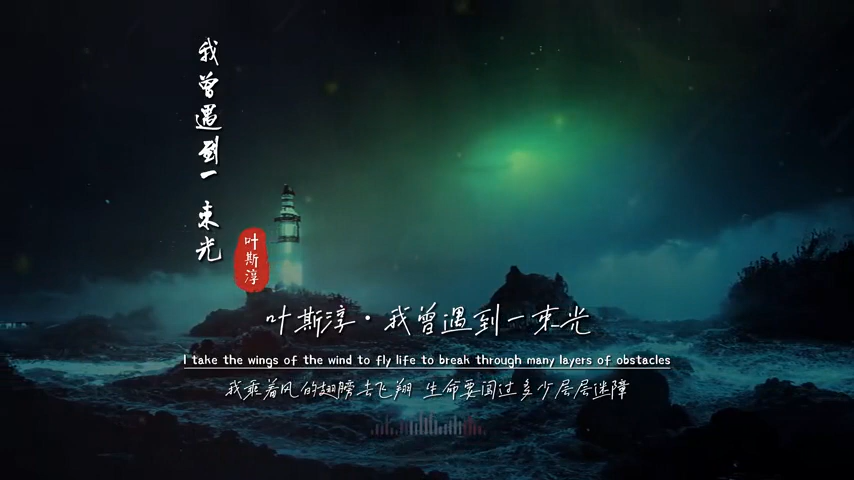 我曾遇到一束光
叶斯淳
叶斯淳·我曾遇到一束光
I take the wings of the wind to fly life to break through many layers of obstacles
我乘着风的翅膀去飞翔 生命要闯过多少层层迷障